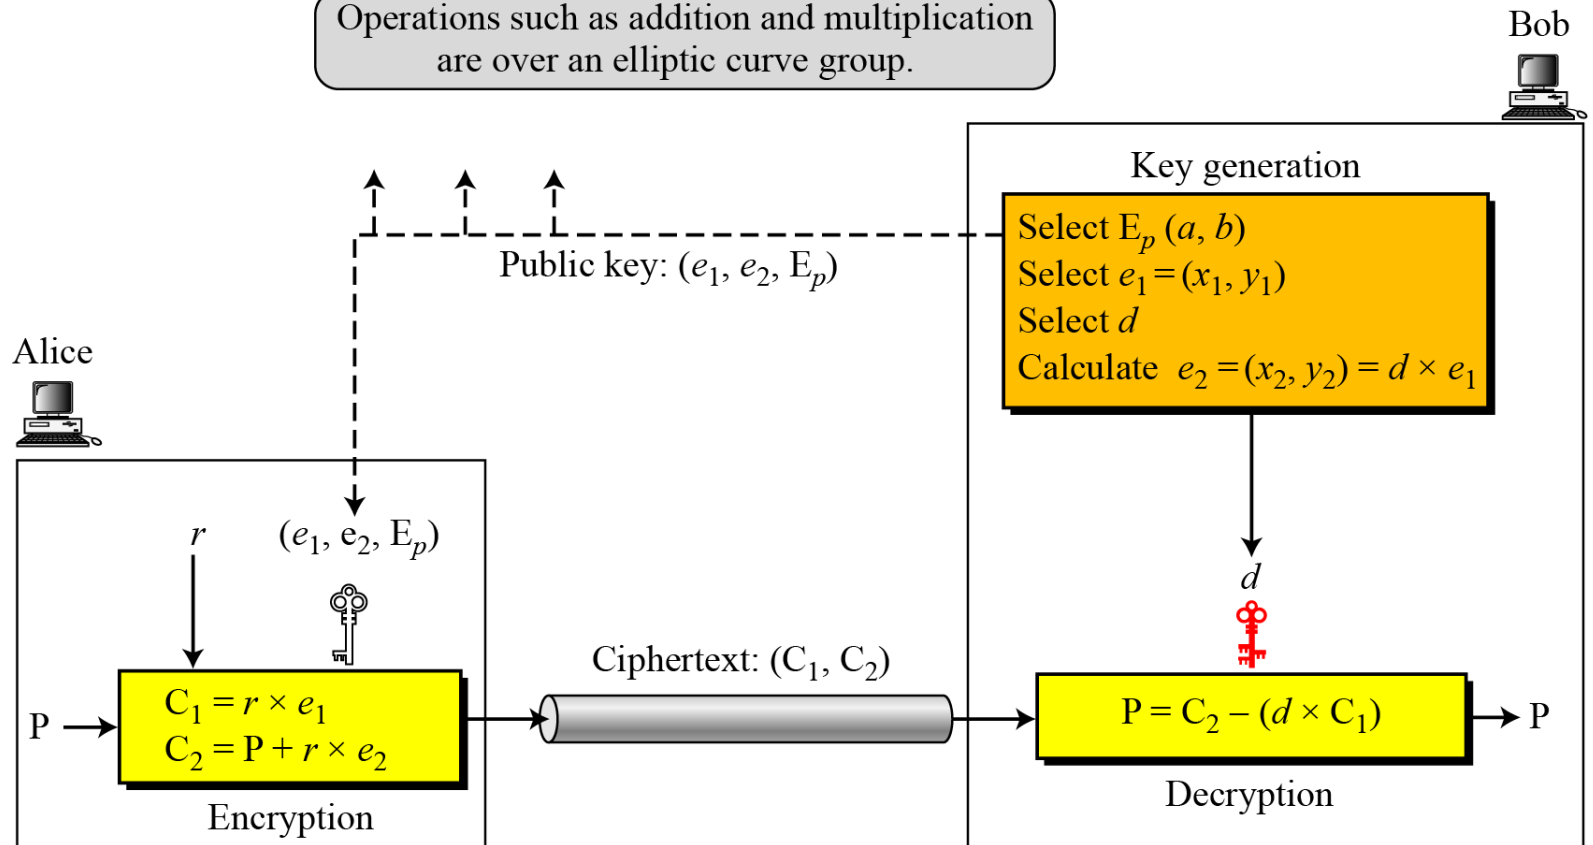 Operations such as addition and multiplication
are over an elliptic curve group.
Bob
Key generation
Select Eₚ (a, b)
Select e₁ = (x₁, y₁)
Select d
Calculate e₂ = (x₂, y₂) = d × e₁
Public key: (e₁, e₂, Eₚ)
Alice
r
(e₁, e₂, Eₚ)
d
Ciphertext: (C₁, C₂)
P
C₁ = r × e₁
C₂ = P + r × e₂
P = C₂ – (d × C₁)
P
Encryption
Decryption